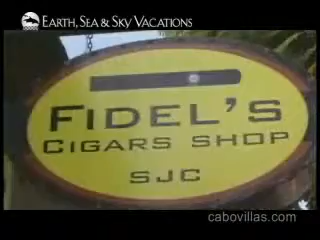 EARTH, SEA & SKY VACATIONS
FIDEL'S
CIGARS SHOP
SJC
cabovillas.com